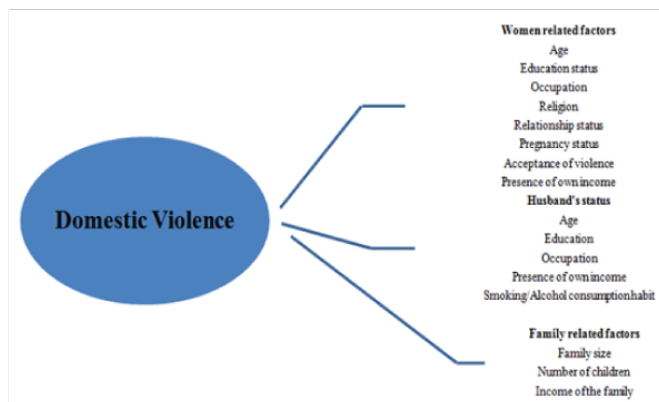 Domestic Violence
Women related factors
Age
Education status
Occupation
Religion
Relationship status
Pregnancy status
Acceptance of violence
Presence of own income
Husband's status
Age
Education
Occupation
Presence of own income
Smoking/Alcohol consumption habit
Family related factors
Family size
Number of children
Income of the family